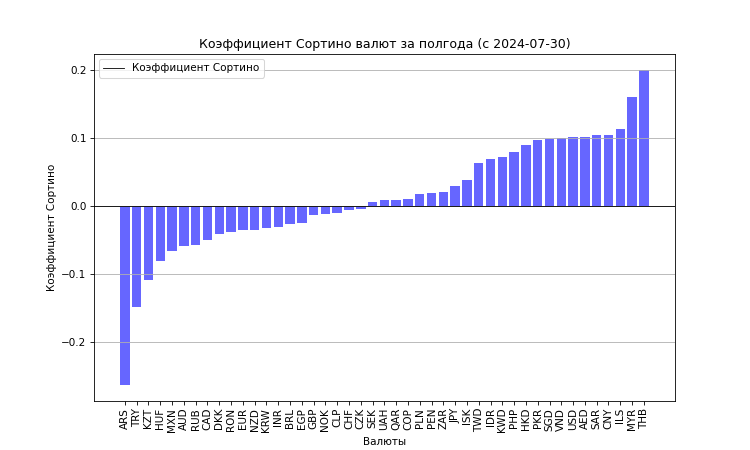 Коэффициент Сортино валют за полгода (с 2024-07-30)
Коэффициент Сортино
0.2
0.1
0.0
−0.1
−0.2
Коэффициент Сортино
ARS TRY KZT HUF MXN AUD RUB CAD DKK RON EUR NZD KRW INR BRL EGP GBP NOK CLP CHF CZK SEK UAH QAR COP PLN PEN ZAR JPY ISK TWD IDR KWD PHP HKD PKR SGD VND USD AED SAR CNY ILS MYR THB
Валюты